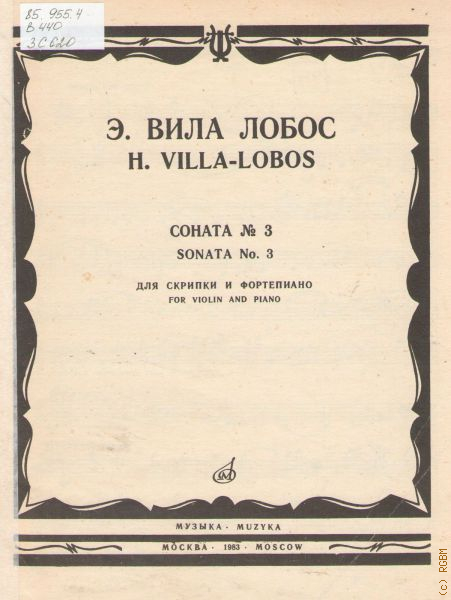 85.955.4
В 440
3С620
Э. ВИЛА ЛОБОС
H. VILLA-LOBOS
СОНАТА № 3
SONATA No. 3
ДЛЯ СКРИПКИ И ФОРТЕПИАНО
FOR VIOLIN AND PIANO
МУЗЫКА · MUZYKA
МОСКВА · 1983 · MOSCOW
(c) RGBM